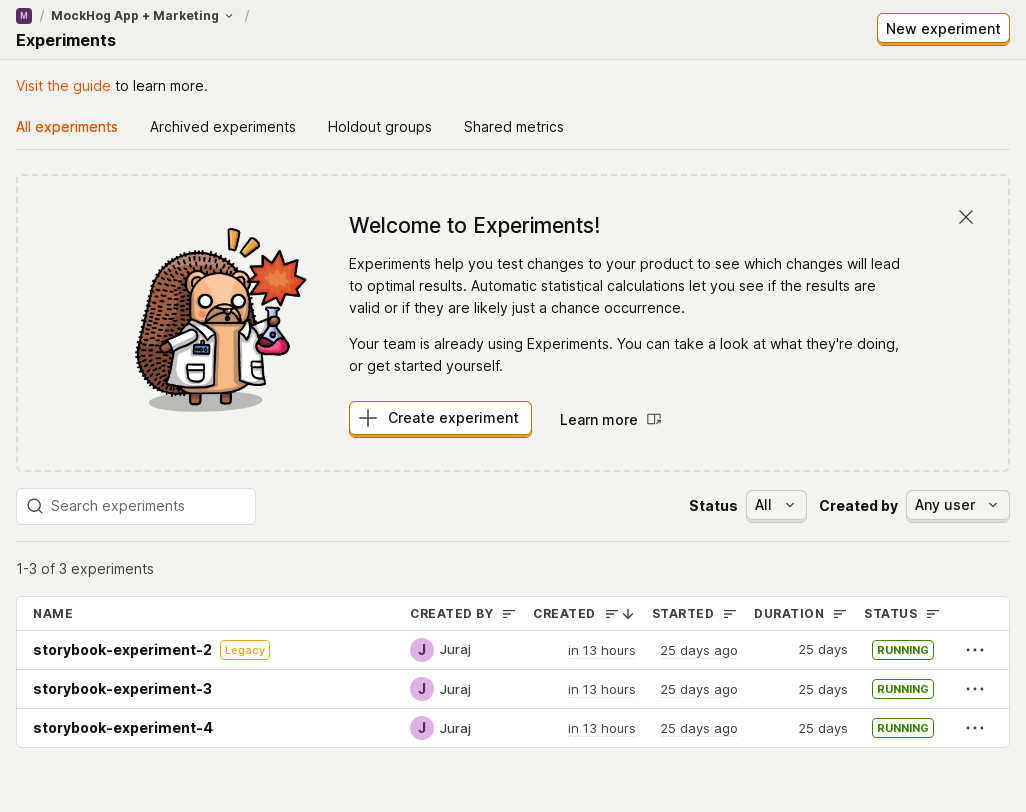 M / MockHog App + Marketing /
Experiments
New experiment
Visit the guide to learn more.
All experiments Archived experiments Holdout groups Shared metrics
Welcome to Experiments!
Experiments help you test changes to your product to see which changes will lead
to optimal results. Automatic statistical calculations let you see if the results are
valid or if they are likely just a chance occurrence.
Your team is already using Experiments. You can take a look at what they're doing,
or get started yourself.
Create experiment Learn more
Search experiments Status All Created by Any user
1-3 of 3 experiments
NAME CREATED BY CREATED STARTED DURATION STATUS
storybook-experiment-2 Legacy J Juraj in 13 hours 25 days ago 25 days RUNNING
storybook-experiment-3 J Juraj in 13 hours 25 days ago 25 days RUNNING
storybook-experiment-4 J Juraj in 13 hours 25 days ago 25 days RUNNING